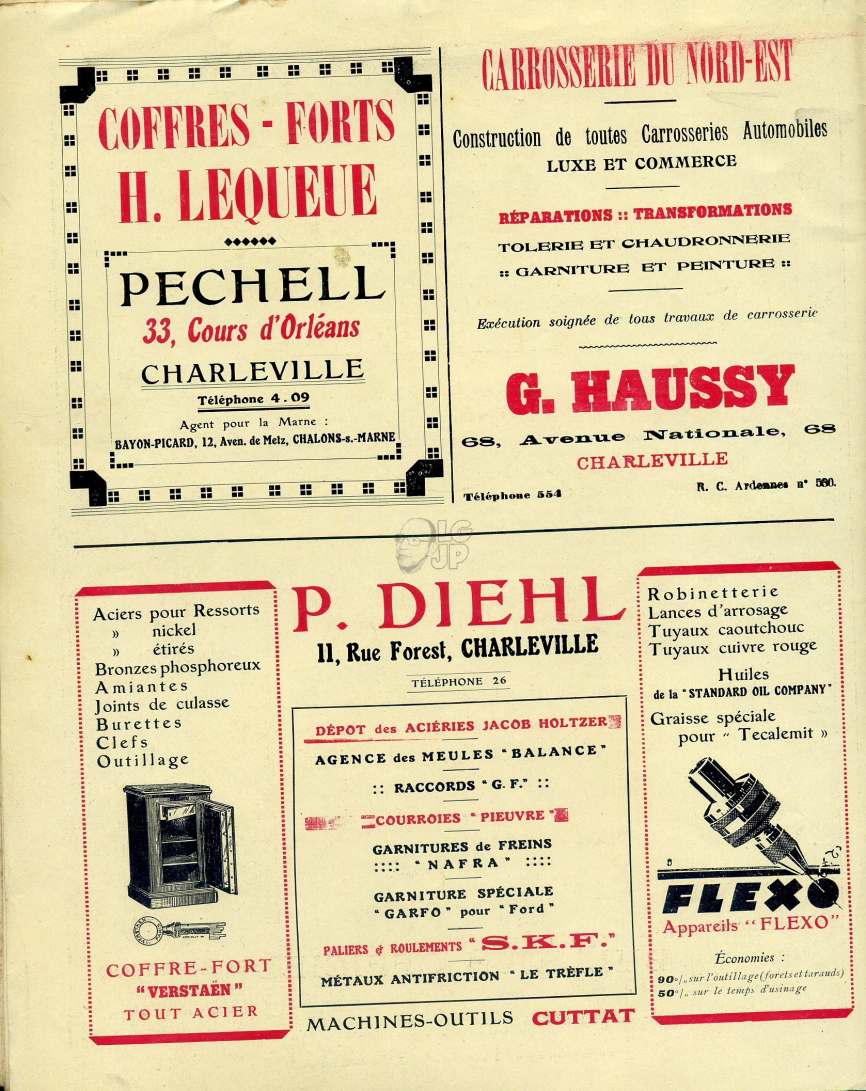 COFFRES - FORTS
H. LEQUEUE
PECHELL
33, Cours d'Orléans
CHARLEVILLE
Téléphone 4.09
Agent pour la Marne :
BAYON-PICARD, 12, Aven. de Metz, CHALONS-s.-MARNE
CARROSSERIE DU NORD-EST
Construction de toutes Carrosseries Automobiles
LUXE ET COMMERCE
RÉPARATIONS :: TRANSFORMATIONS
TOLERIE ET CHAUDRONNERIE
:: GARNITURE ET PEINTURE ::
Exécution soignée de tous travaux de carrosserie
G. HAUSSY
68, Avenue Nationale, 68
CHARLEVILLE
Téléphone 554
R. C. Ardennes n° 580.
LG
JP
Aciers pour Ressorts
» nickel
» étirés
Bronzes phosphoreux
Amiantes
Joints de culasse
Burettes
Clefs
Outillage
COFFRE-FORT
"VERSTAËN"
TOUT ACIER
P. DIEHL
11, Rue Forest, CHARLEVILLE
TÉLÉPHONE 26
DÉPOT des ACIÉRIES JACOB HOLTZER
AGENCE des MEULES "BALANCE"
:: RACCORDS "G.F." ::
COURROIES "PIEUVRE"
GARNITURES de FREINS
:::: "NAFRA" ::::
GARNITURE SPÉCIALE
"GARFO" pour "Ford"
PALIERS & ROULEMENTS "S.K.F."
MÉTAUX ANTIFRICTION "LE TRÈFLE"
MACHINES-OUTILS CUTTAT
Robinetterie
Lances d'arrosage
Tuyaux caoutchouc
Tuyaux cuivre rouge
Huiles
de la "STANDARD OIL COMPANY"
Graisse spéciale
pour " Tecalemit »
FLEXO
Appareils "FLEXO"
Économies :
90°/o sur l'outillage (forets et tarauds)
50°/o sur le temps d'usinage